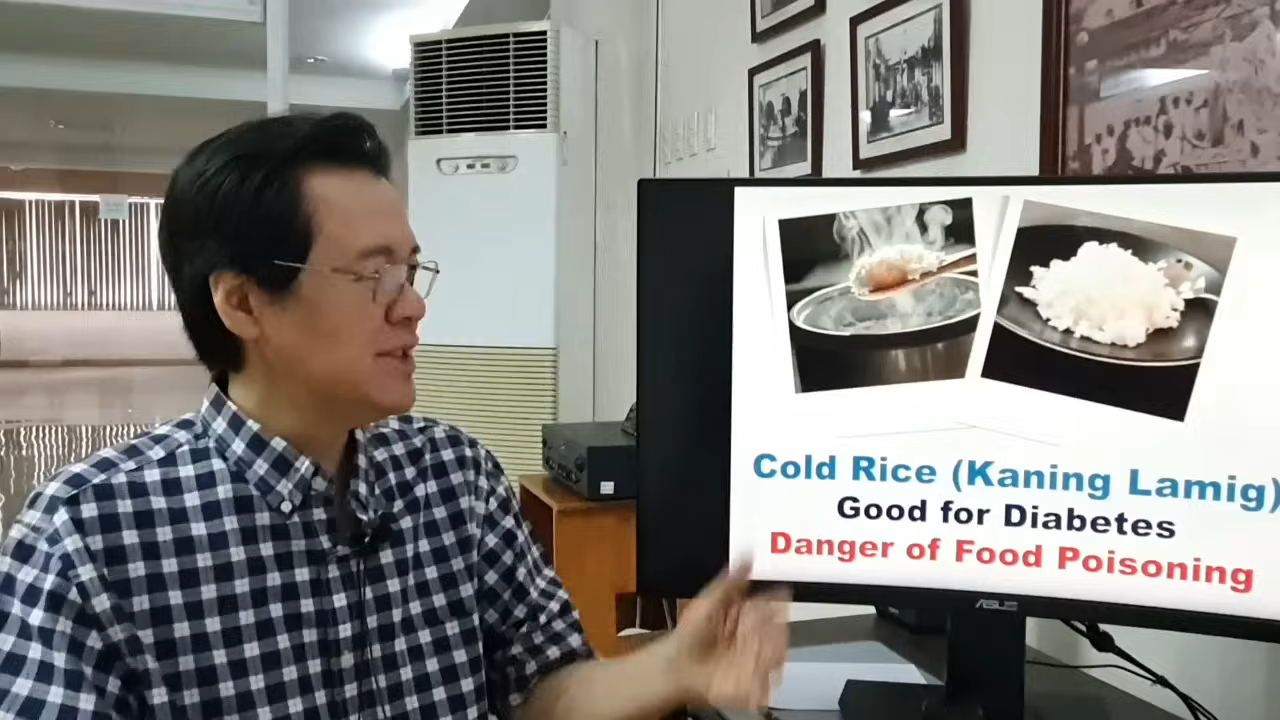 Cold Rice (Kaning Lamig)
Good for Diabetes
Danger of Food Poisoning
ASUS